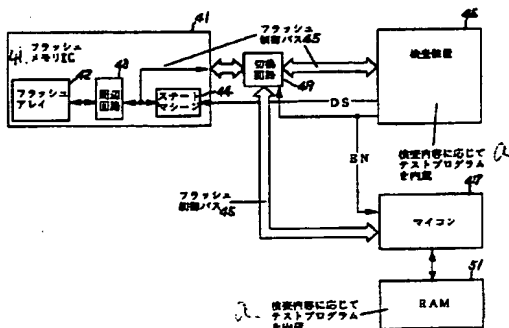 41
41.
フラッシュ
メモリIC
フラッシュ
制御バス 45
46
検査装置
42
フラッシュ
アレイ
43
周辺
回路
ステート
マシーン
44
切換
回路
49
DS
EN
検査内容に応じて
テストプログラム
を内蔵
a
フラッシュ
制御バス 45
47
マイコン
51
RAM
a.
検査内容に応じて
テストプログラム